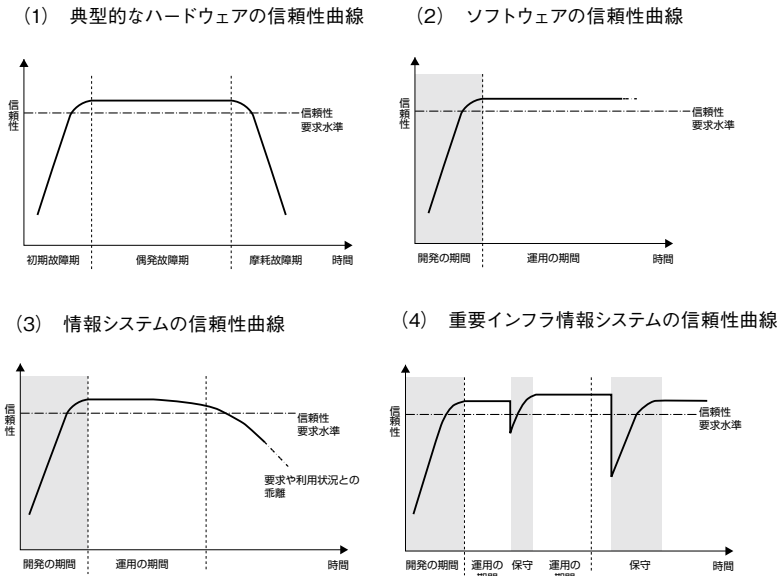 (1) 典型的なハードウェアの信頼性曲線
信頼性
信頼性
要求水準
初期故障期
偶発故障期
摩耗故障期
時間
(2) ソフトウェアの信頼性曲線
信頼性
信頼性
要求水準
開発の期間
運用の期間
時間
(3) 情報システムの信頼性曲線
信頼性
信頼性
要求水準
要求や利用状況との
乖離
開発の期間
運用の期間
時間
(4) 重要インフラ情報システムの信頼性曲線
信頼性
信頼性
要求水準
開発の期間
運用の
期間
保守
運用の
期間
保守
時間